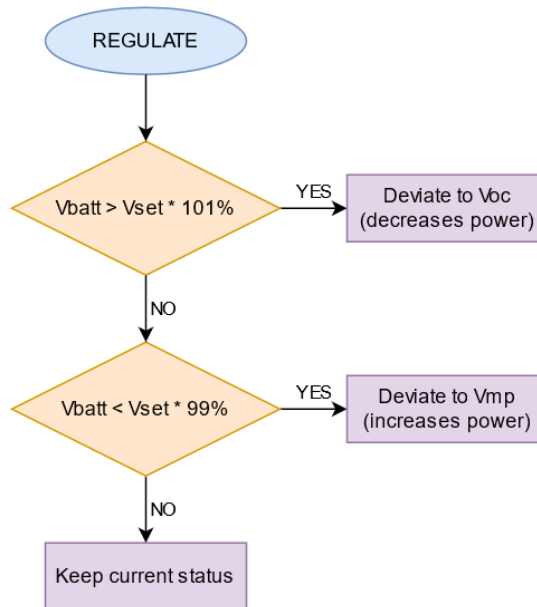 REGULATE
Vbatt > Vset * 101%
YES
Deviate to Voc
(decreases power)
NO
Vbatt < Vset * 99%
YES
Deviate to Vmp
(increases power)
NO
Keep current status